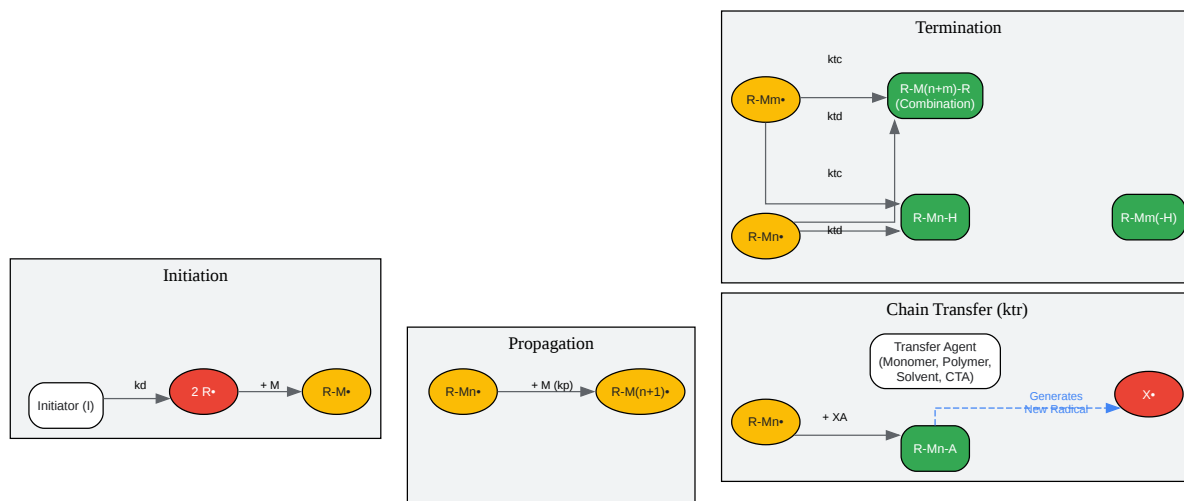 Initiation
Initiator (I)
kd
2 R•
+ M
R-M•
Propagation
R-Mn•
+ M (kp)
R-M(n+1)•
Termination
ktc
R-Mm•
R-M(n+m)-R
(Combination)
ktd
ktc
R-Mn-H
R-Mm(-H)
R-Mn•
ktd
Chain Transfer (ktr)
Transfer Agent
(Monomer, Polymer,
Solvent, CTA)
R-Mn•
+ XA
R-Mn-A
Generates
New Radical
X•